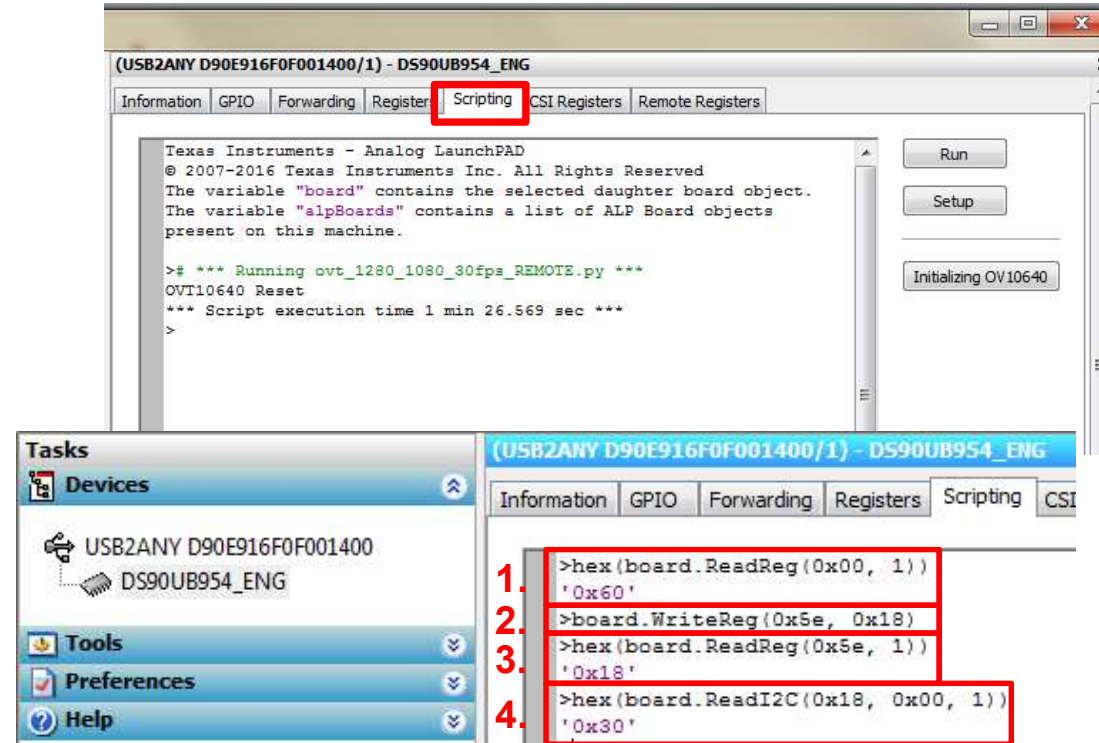 (USB2ANY D90E916F0F001400/1) - DS90UB954_ENG
Information GPIO Forwarding Registers Scripting CSI Registers Remote Registers
Texas Instruments - Analog LaunchPAD
© 2007-2016 Texas Instruments Inc. All Rights Reserved
The variable "board" contains the selected daughter board object.
The variable "alpBoards" contains a list of ALP Board objects
present on this machine.
># *** Running ovt_1280_1080_30fps_REMOTE.py ***
OVT10640 Reset
*** Script execution time 1 min 26.569 sec ***
>
Run
Setup
Initializing OV10640
Tasks
Devices
USB2ANY D90E916F0F001400
DS90UB954_ENG
Tools
Preferences
Help
(USB2ANY D90E916F0F001400/1) - DS90UB954_ENG
Information GPIO Forwarding Registers Scripting CSI
1. >hex(board.ReadReg(0x00, 1))
'0x60'
2. >board.WriteReg(0x5e, 0x18)
3. >hex(board.ReadReg(0x5e, 1))
'0x18'
4. >hex(board.ReadI2C(0x18, 0x00, 1))
'0x30'